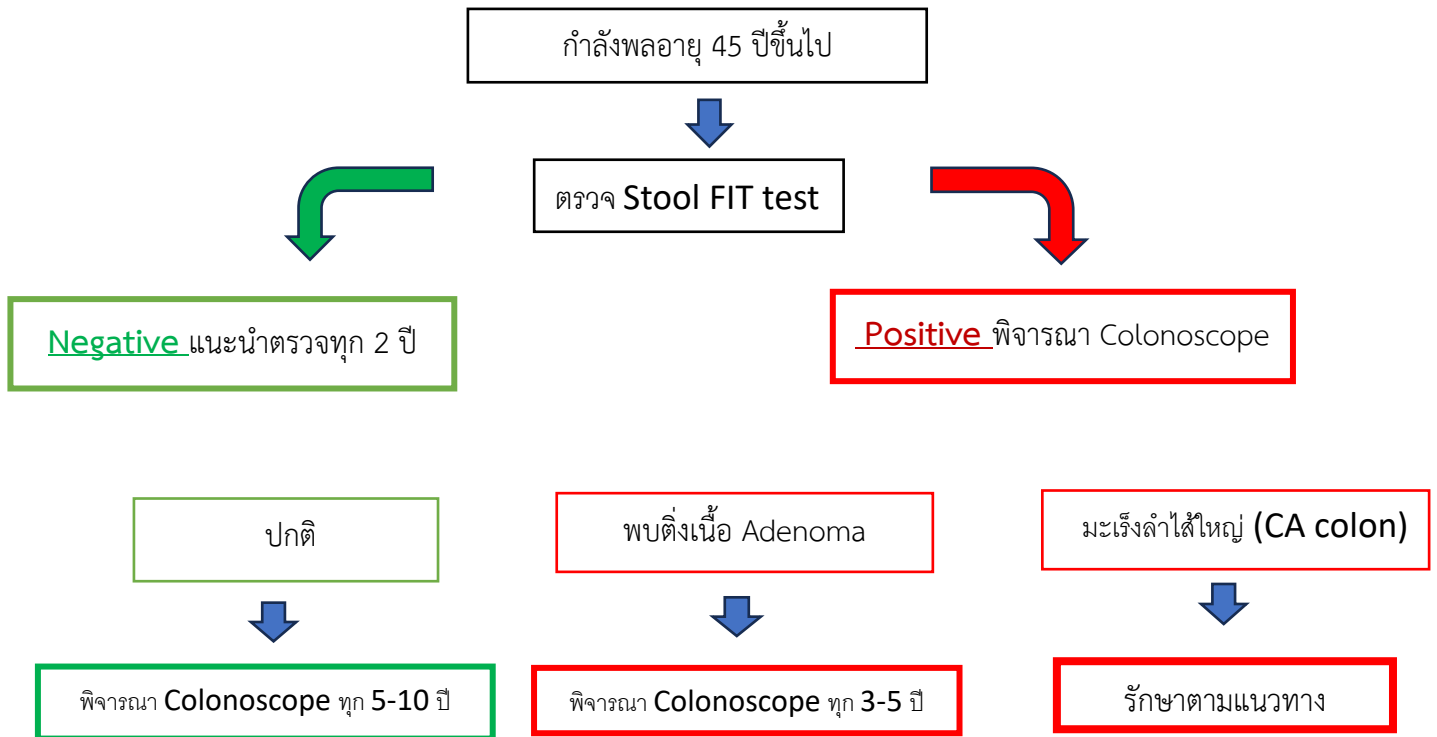 กำลังพลอายุ 45 ปีขึ้นไป
ตรวจ Stool FIT test
Negative แนะนำตรวจทุก 2 ปี
Positive พิจารณา Colonoscope
ปกติ
พบติ่งเนื้อ Adenoma
มะเร็งลำไส้ใหญ่ (CA colon)
พิจารณา Colonoscope ทุก 5-10 ปี
พิจารณา Colonoscope ทุก 3-5 ปี
รักษาตามแนวทาง